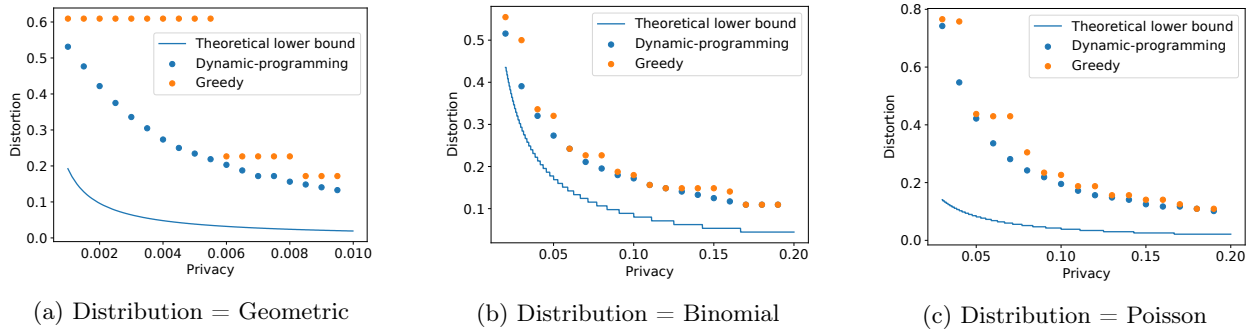 0.6
0.5
0.4
0.3
0.2
0.1
0.0
Distortion
Theoretical lower bound
Dynamic-programming
Greedy
0.002 0.004 0.006 0.008 0.010
Privacy
(a) Distribution = Geometric
0.5
0.4
0.3
0.2
0.1
Distortion
Theoretical lower bound
Dynamic-programming
Greedy
0.05 0.10 0.15 0.20
Privacy
(b) Distribution = Binomial
0.8
0.6
0.4
0.2
0.0
Distortion
Theoretical lower bound
Dynamic-programming
Greedy
0.05 0.10 0.15 0.20
Privacy
(c) Distribution = Poisson